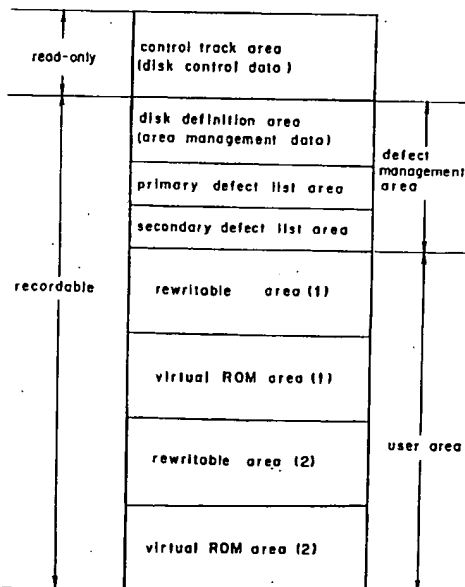 read-only
control track area
(disk control data)
disk definition area
(area management data)
defect
management
area
primary defect list area
secondary defect list area
recordable
rewritable area (1)
virtual ROM area (1)
rewritable area (2)
user area
virtual ROM area (2)